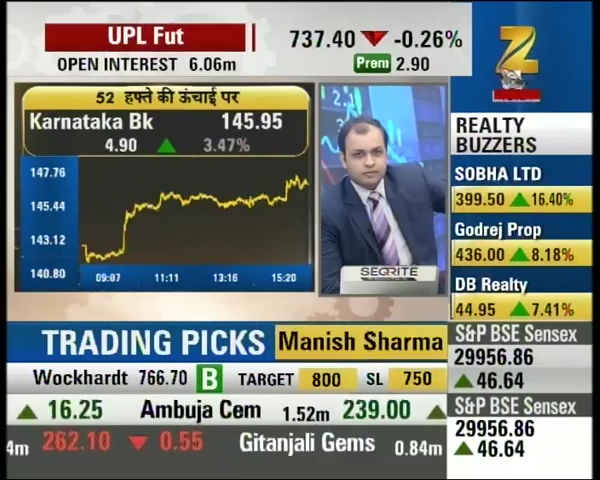 UPL Fut
OPEN INTEREST 6.06m
737.40 -0.26%
Prem 2.90
Z
52 हफ्ते की ऊंचाई पर
Karnataka Bk 145.95
4.90 3.47%
147.76
145.44
143.12
140.80
09:07 11:11 13:16 15:20
SEQRITE
REALTY
BUZZERS
SOBHA LTD
399.50 16.40%
Godrej Prop
436.00 8.18%
DB Realty
44.95 7.41%
S&P BSE Sensex
29956.86
46.64
S&P BSE Sensex
29956.86
46.64
TRADING PICKS Manish Sharma
Wockhardt 766.70 B TARGET 800 SL 750
16.25 Ambuja Cem 1.52m 239.00
4m 262.10 0.55 Gitanjali Gems 0.84m